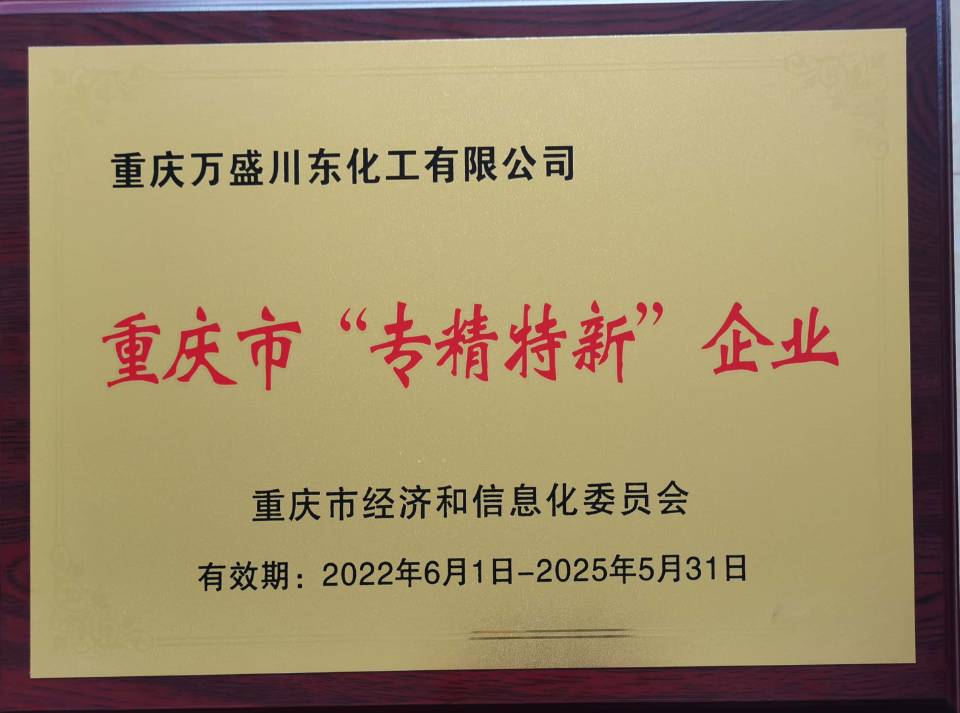 重庆万盛川东化工有限公司
重庆市“专精特新”企业
重庆市经济和信息化委员会
有效期：2022年6月1日-2025年5月31日